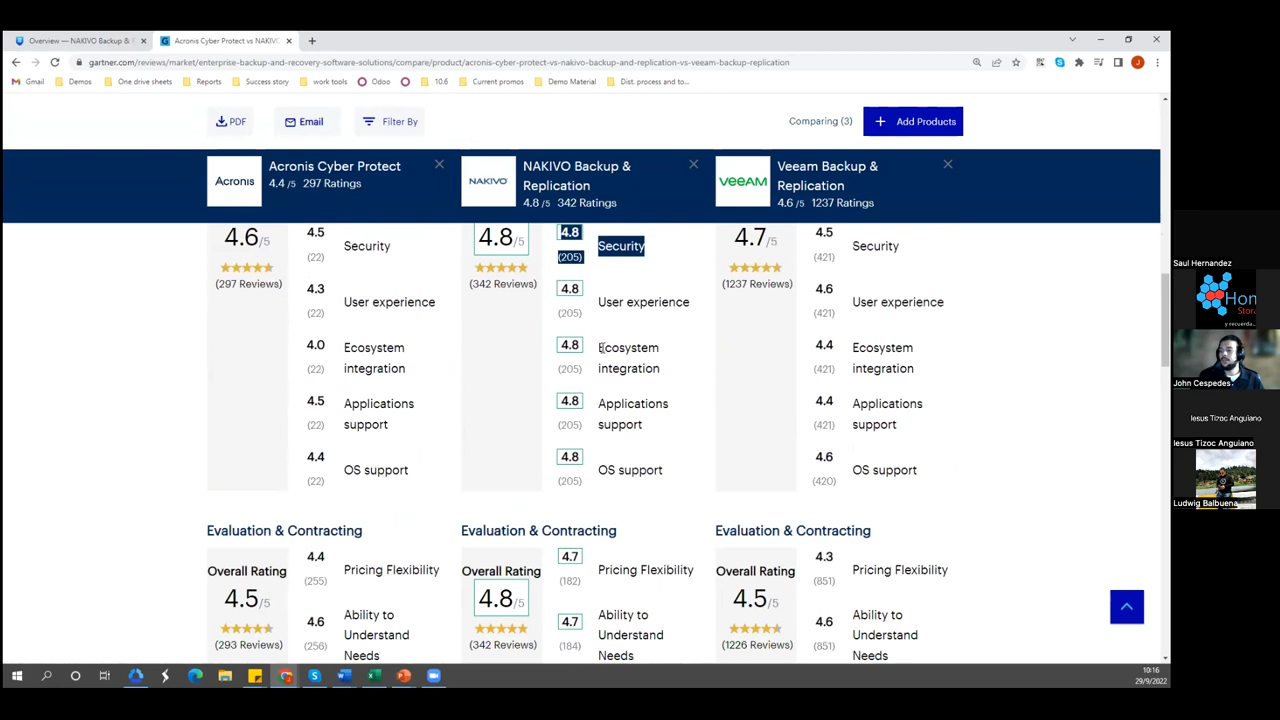 Overview — NAKIVO Backup & R
Acronis Cyber Protect vs NAKIVO
gartner.com/reviews/market/enterprise-backup-and-recovery-software-solutions/compare/product/acronis-cyber-protect-vs-nakivo-backup-and-replication-vs-veeam-backup-replication
Gmail Demos One drive sheets Reports Success story work tools Odoo 10.6 Current promos Demo Material Dist. process and to...
PDF Email Filter By Comparing (3) + Add Products
Acronis
Acronis Cyber Protect
4.4 /5 297 Ratings
NAKIVO
NAKIVO Backup &
Replication
4.8 /5 342 Ratings
VEEAM
Veeam Backup &
Replication
4.6 /5 1237 Ratings
4.6/5
(297 Reviews)
4.5 Security
(22)
4.3 User experience
(22)
4.0 Ecosystem
(22) integration
4.5 Applications
(22) support
4.4 OS support
(22)
4.8/5
(342 Reviews)
4.8 Security
(205)
4.8 User experience
(205)
4.8 Ecosystem
(205) integration
4.8 Applications
(205) support
4.8 OS support
(205)
4.7/5
(1237 Reviews)
4.5 Security
(421)
4.6 User experience
(421)
4.4 Ecosystem
(421) integration
4.4 Applications
(421) support
4.6 OS support
(420)
Evaluation & Contracting
Overall Rating
4.5/5
(293 Reviews)
4.4 Pricing Flexibility
(255)
4.6 Ability to
Understand
(256) Needs
Evaluation & Contracting
Overall Rating
4.8/5
(342 Reviews)
4.7 Pricing Flexibility
(182)
4.7 Ability to
Understand
(184) Needs
Evaluation & Contracting
Overall Rating
4.5/5
(1226 Reviews)
4.3 Pricing Flexibility
(851)
4.6 Ability to
Understand
(851) Needs
10:16
29/9/2022
Saul Hernandez
Hon
Stora
y recuerda...
John Cespedes
Iesus Tizoc Anguiano
Iesus Tizoc Anguiano
Ludwig Balbuena